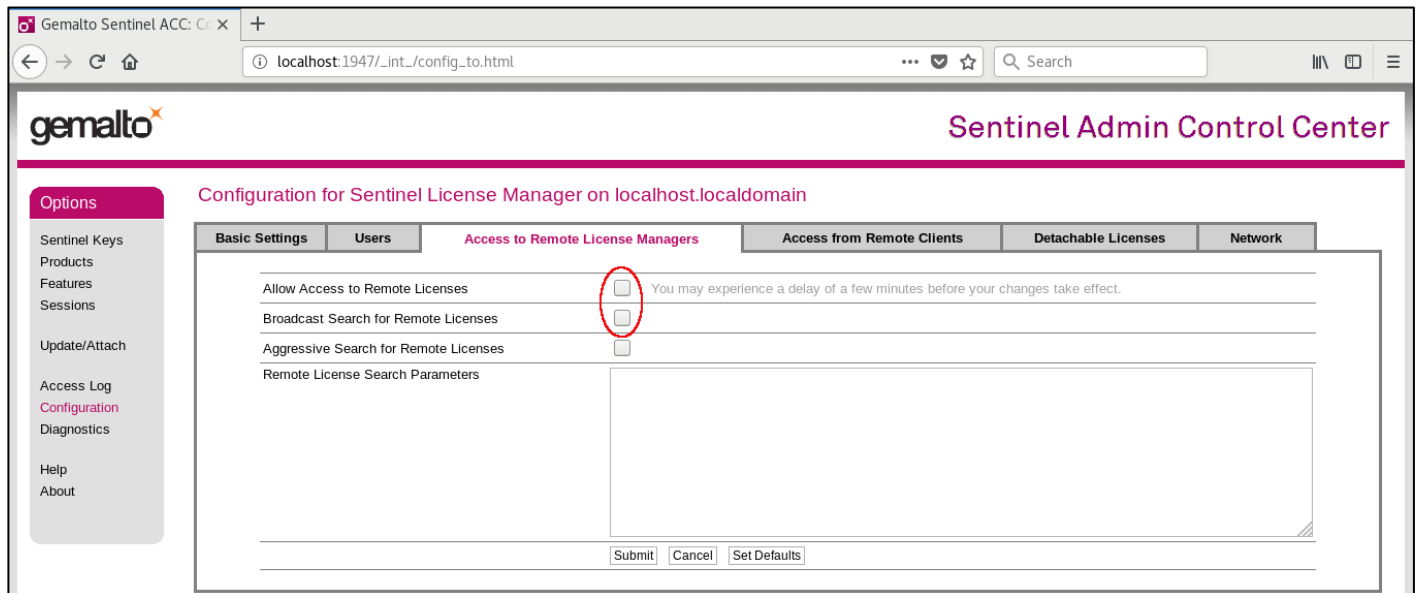 Gemalto Sentinel ACC: Co
localhost:1947/_int_/config_to.html
Search
gemalto
Sentinel Admin Control Center
Options
Sentinel Keys
Products
Features
Sessions
Update/Attach
Access Log
Configuration
Diagnostics
Help
About
Configuration for Sentinel License Manager on localhost.localdomain
Basic Settings Users Access to Remote License Managers Access from Remote Clients Detachable Licenses Network
Allow Access to Remote Licenses You may experience a delay of a few minutes before your changes take effect.
Broadcast Search for Remote Licenses
Aggressive Search for Remote Licenses
Remote License Search Parameters
Submit Cancel Set Defaults